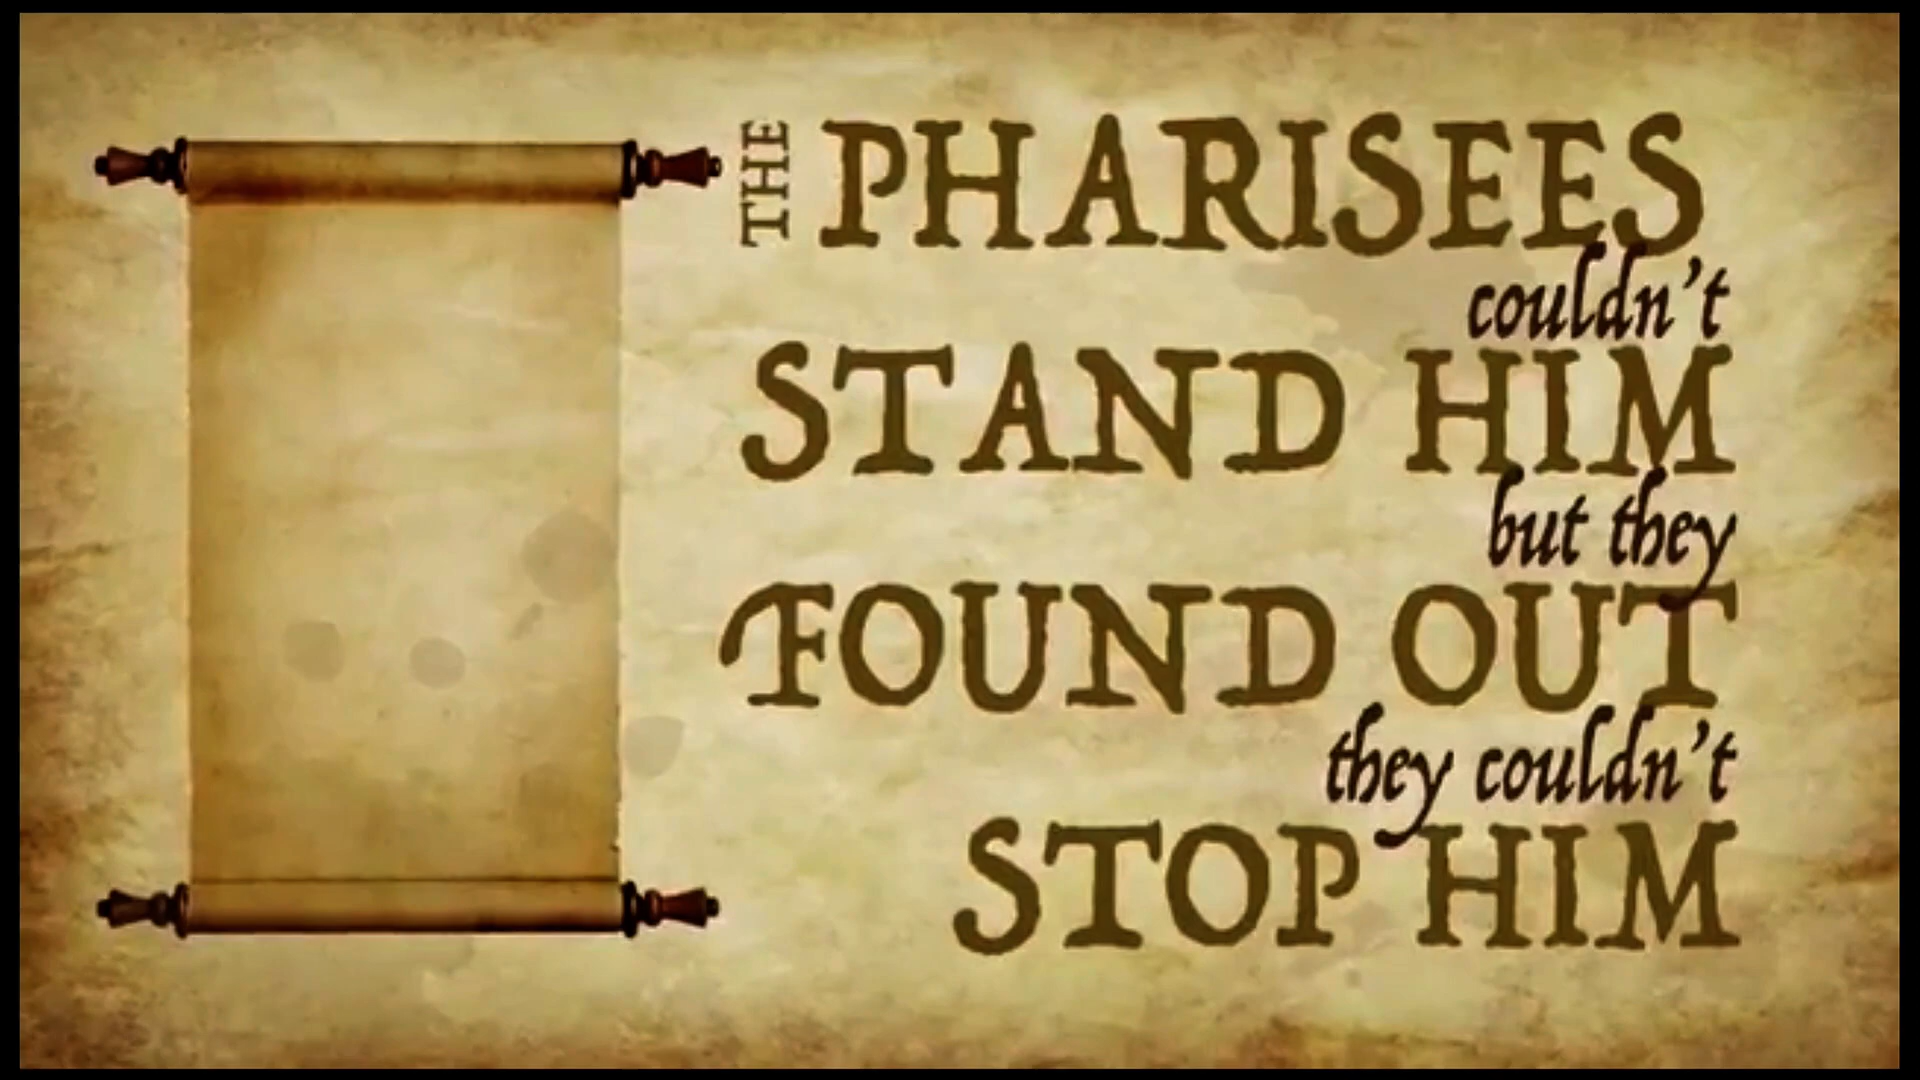 THE PHARISEES
couldn't
STAND HIM
but they
FOUND OUT
they couldn't
STOP HIM